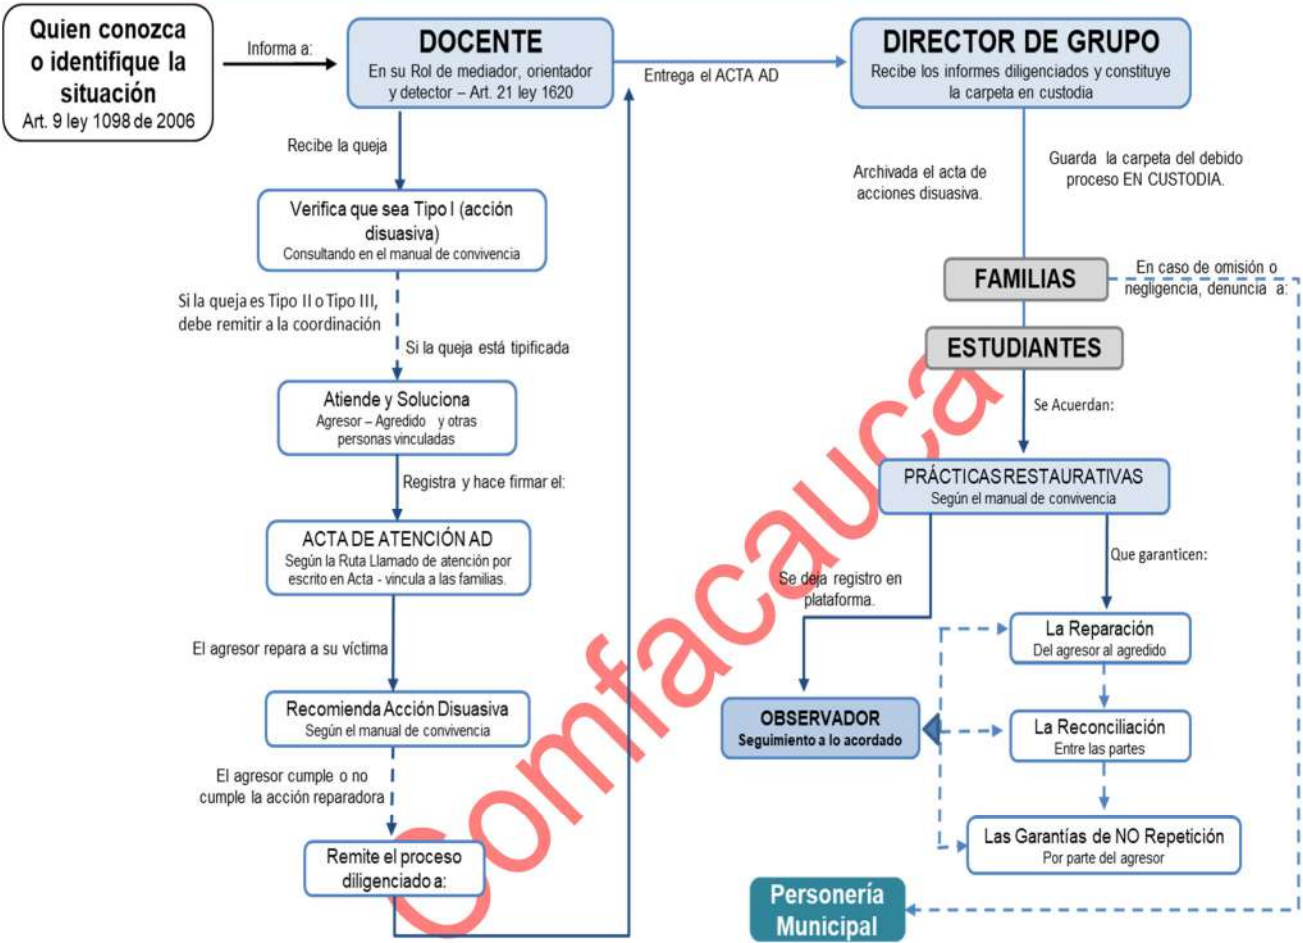 Quien conozca
o identifique la
situación
Art. 9 ley 1098 de 2006
Informa a:
DOCENTE
En su Rol de mediador, orientador
y detector – Art. 21 ley 1620
Entrega el ACTA AD
DIRECTOR DE GRUPO
Recibe los informes diligenciados y constituye
la carpeta en custodia
Recibe la queja
Verifica que sea Tipo I (acción
disuasiva)
Consultando en el manual de convivencia
Si la queja es Tipo II o Tipo III,
debe remitir a la coordinación
Si la queja está tipificada
Atiende y Soluciona
Agresor – Agredido y otras
personas vinculadas
Registra y hace firmar el:
ACTA DE ATENCIÓN AD
Según la Ruta Llamado de atención por
escrito en Acta - vincula a las familias.
El agresor repara a su víctima
Recomienda Acción Disuasiva
Según el manual de convivencia
El agresor cumple o no
cumple la acción reparadora
Remite el proceso
diligenciado a:
Archivada el acta de
acciones disuasiva.
Guarda la carpeta del debido
proceso EN CUSTODIA.
FAMILIAS
En caso de omisión o
negligencia, denuncia a:
ESTUDIANTES
Se Acuerdan:
PRÁCTICAS RESTAURATIVAS
Según el manual de convivencia
Se deja registro en
plataforma.
Que garanticen:
OBSERVADOR
Seguimiento a lo acordado
La Reparación
Del agresor al agredido
La Reconciliación
Entre las partes
Las Garantías de NO Repetición
Por parte del agresor
Personería
Municipal
Comfacauca